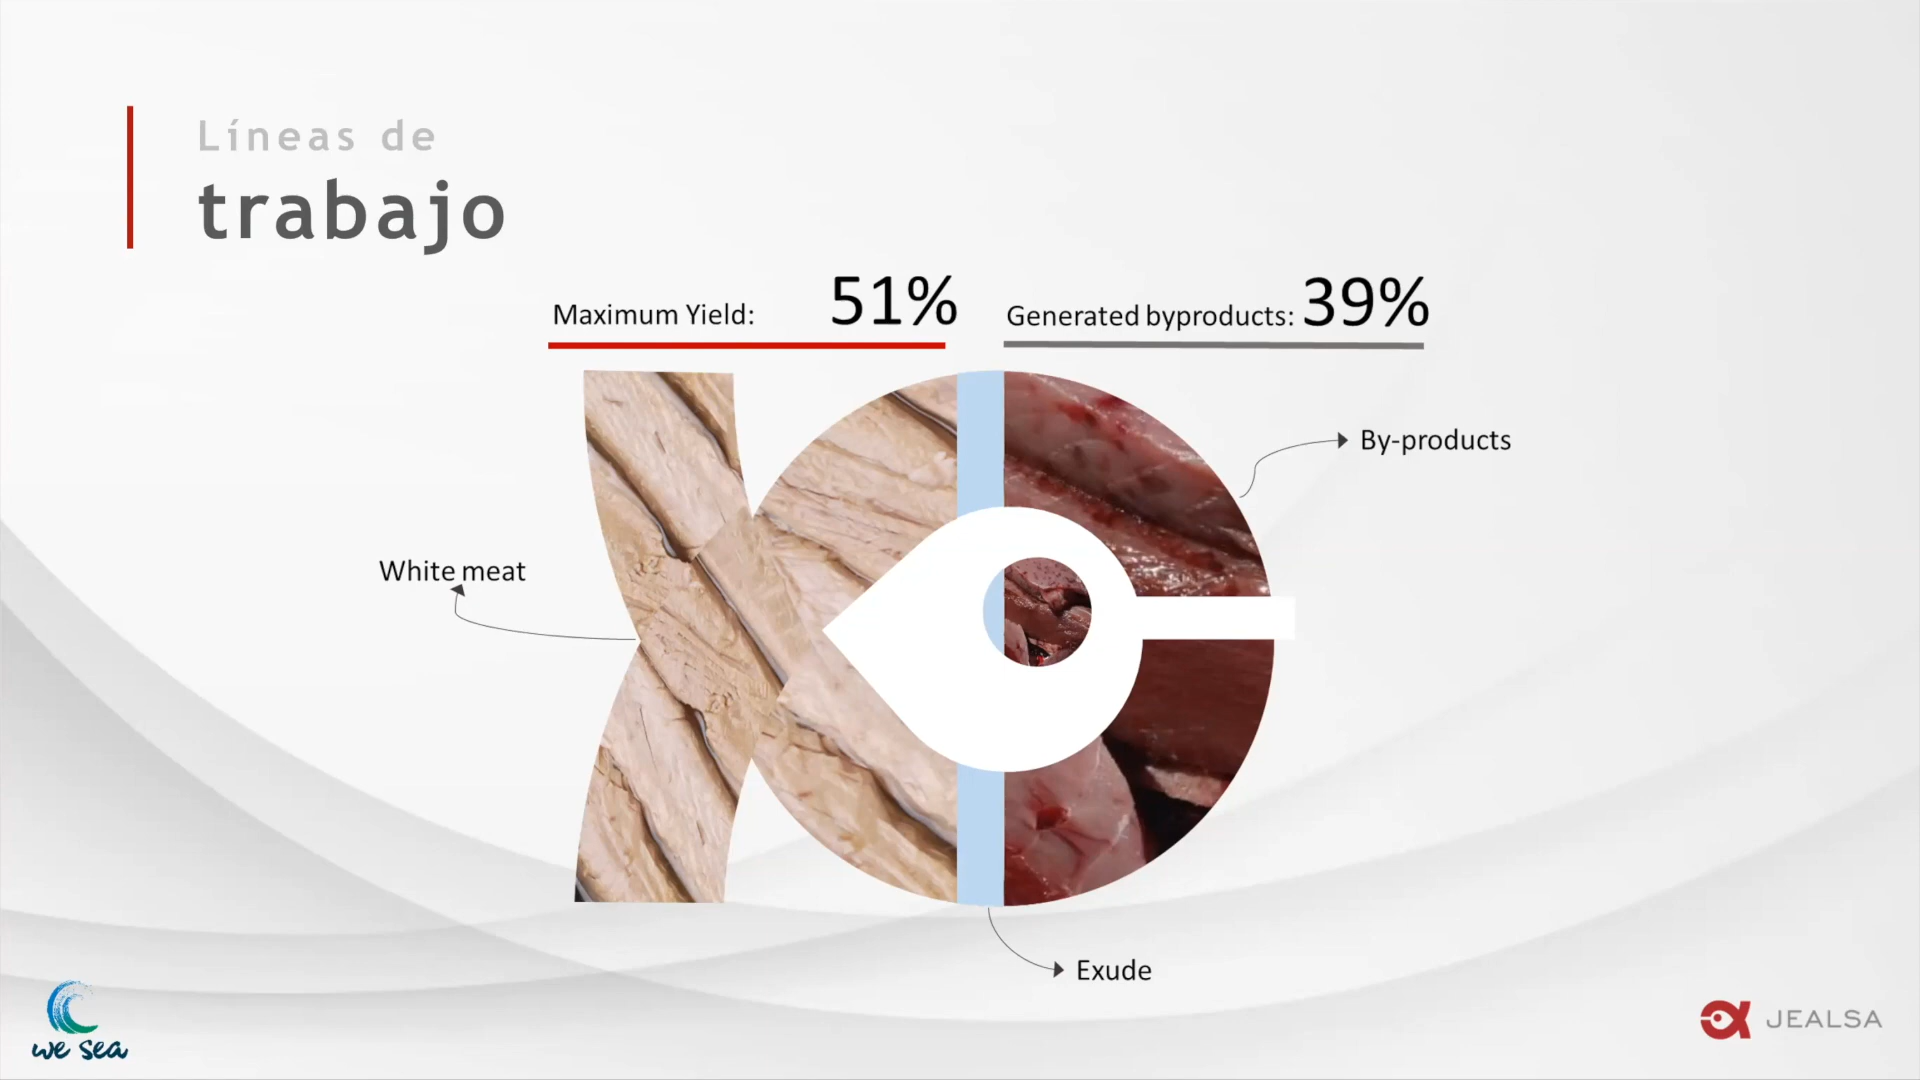 Líneas de
trabajo
Maximum Yield: 51%
Generated byproducts: 39%
By-products
White meat
Exude
we sea
JEALSA